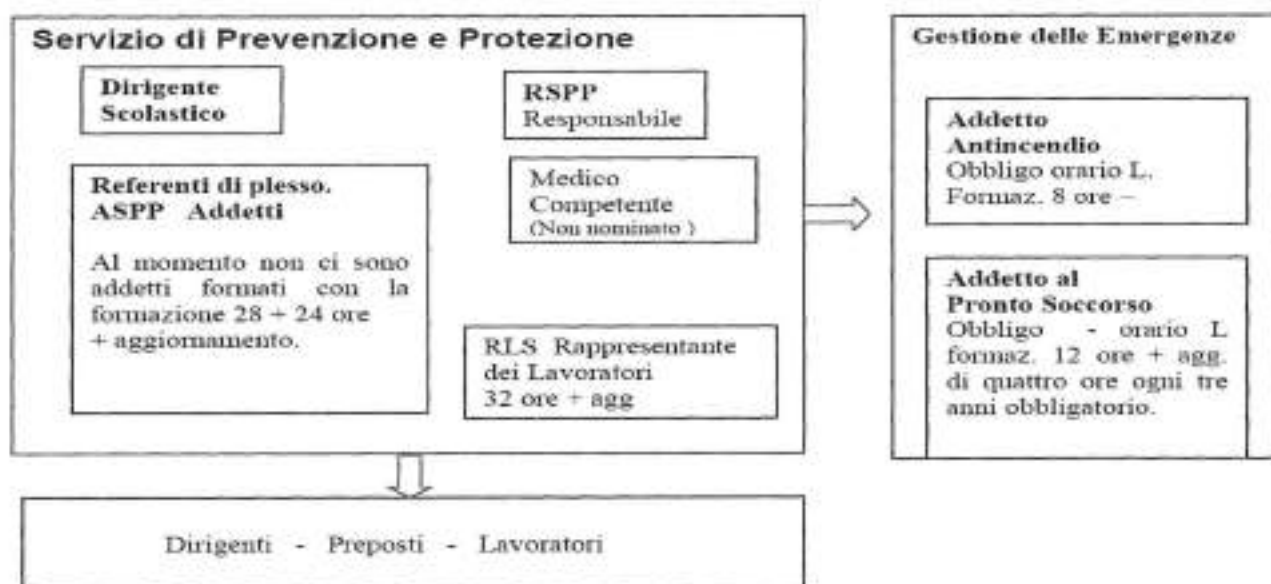 Servizio di Prevenzione e Protezione
Dirigente
Scolastico
RSPP
Responsabile
Referenti di plesso.
ASPP Addetti
Al momento non ci sono
addetti formati con la
formazione 28 + 24 ore
+ aggiornamento.
Medico
Competente
(Non nominato )
RLS Rappresentante
dei Lavoratori
32 ore + agg
Gestione delle Emergenze
Addetto
Antincendio
Obbligo orario L.
Formaz. 8 ore –
Addetto al
Pronto Soccorso
Obbligo - orario L
formaz. 12 ore + agg.
di quattro ore ogni tre
anni obbligatorio.
Dirigenti - Preposti - Lavoratori